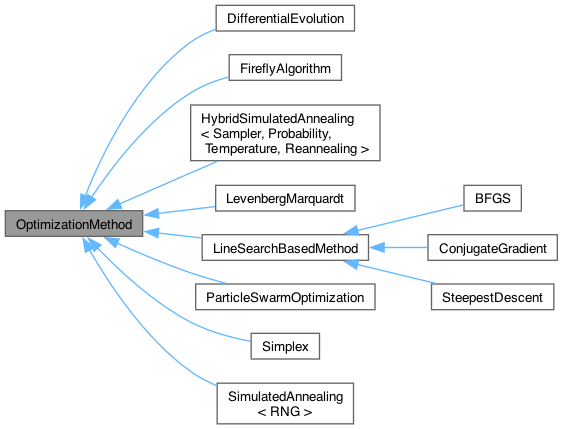 DifferentialEvolution
FireflyAlgorithm
HybridSimulatedAnnealing
< Sampler, Probability,
Temperature, Reannealing >
LevenbergMarquardt
BFGS
OptimizationMethod
LineSearchBasedMethod
ConjugateGradient
ParticleSwarmOptimization
SteepestDescent
Simplex
SimulatedAnnealing
< RNG >